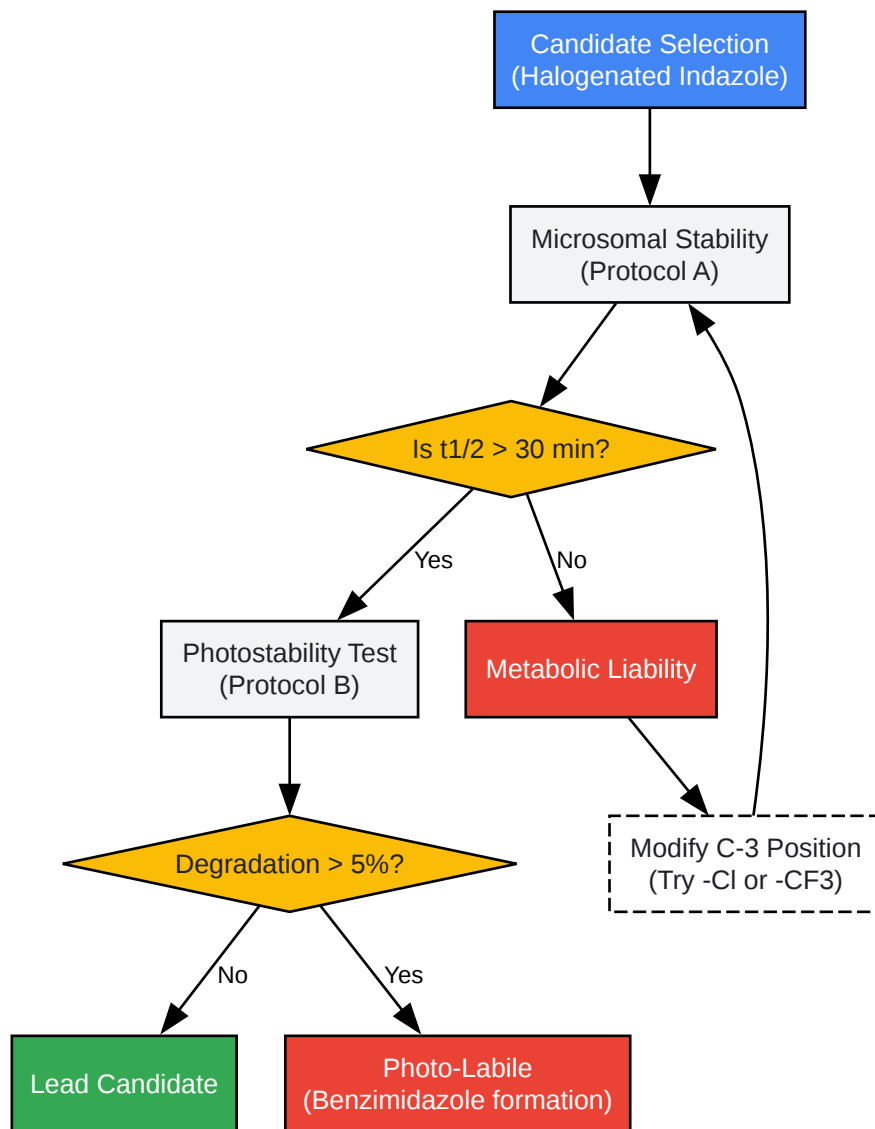 Candidate Selection
(Halogenated Indazole)
Microsomal Stability
(Protocol A)
Is t1/2 > 30 min?
Yes
No
Photostability Test
(Protocol B)
Metabolic Liability
Degradation > 5%?
Modify C-3 Position
(Try -Cl or -CF3)
No
Yes
Lead Candidate
Photo-Labile
(Benzimidazole formation)